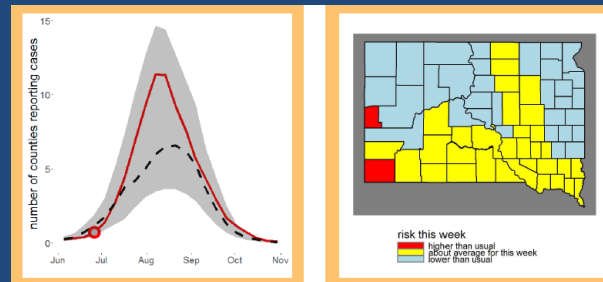 number of counties reporting cases
15
10
5
0
Jun Jul Aug Sep Oct Nov
risk this week
higher than usual
about average for this week
lower than usual